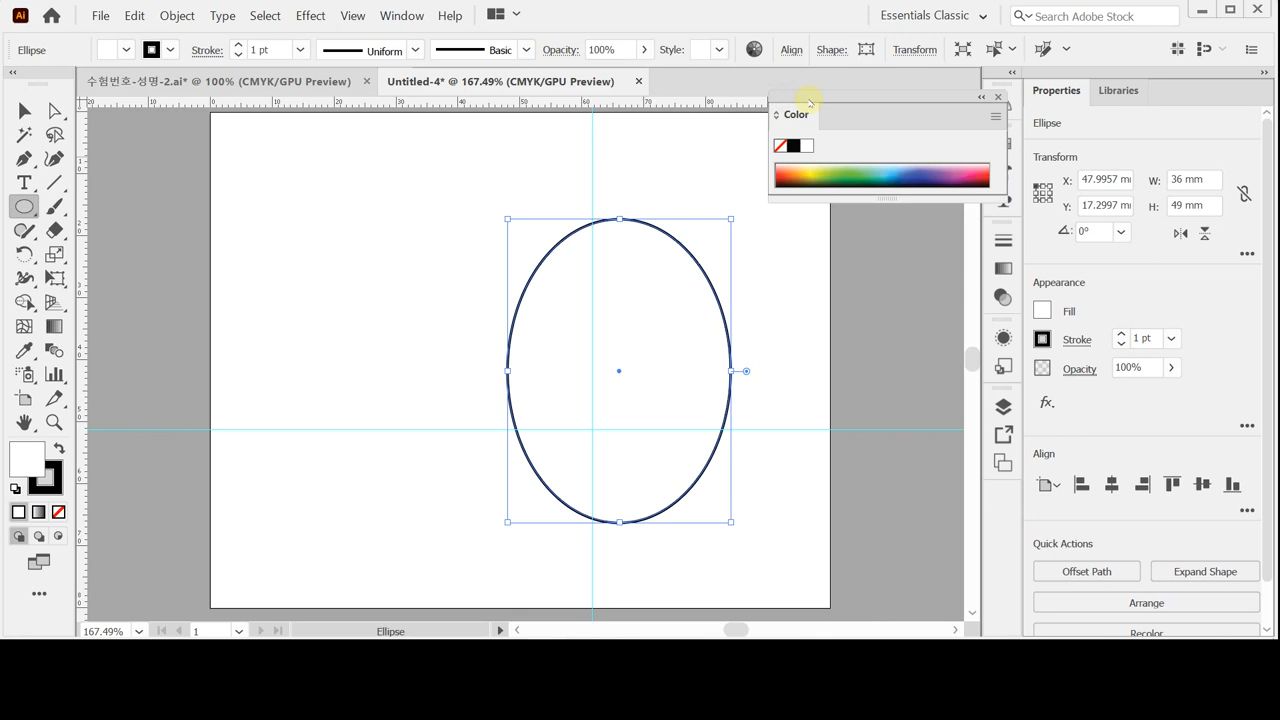 Ai File Edit Object Type Select Effect View Window Help Essentials Classic Search Adobe Stock
Ellipse Stroke: 1 pt Uniform Basic Opacity: 100% Style: Align Shape: Transform
수험번호-성명-2.ai* @ 100% (CMYK/GPU Preview) Untitled-4* @ 167.49% (CMYK/GPU Preview)
Properties Libraries
Color
Ellipse
Transform
X: 47.9957 mm W: 36 mm
Y: 17.2997 mm H: 49 mm
0°
Appearance
Fill
Stroke 1 pt
Opacity 100%
fx.
Align
Quick Actions
Offset Path Expand Shape
Arrange
Recolor
167.49% 1 Ellipse